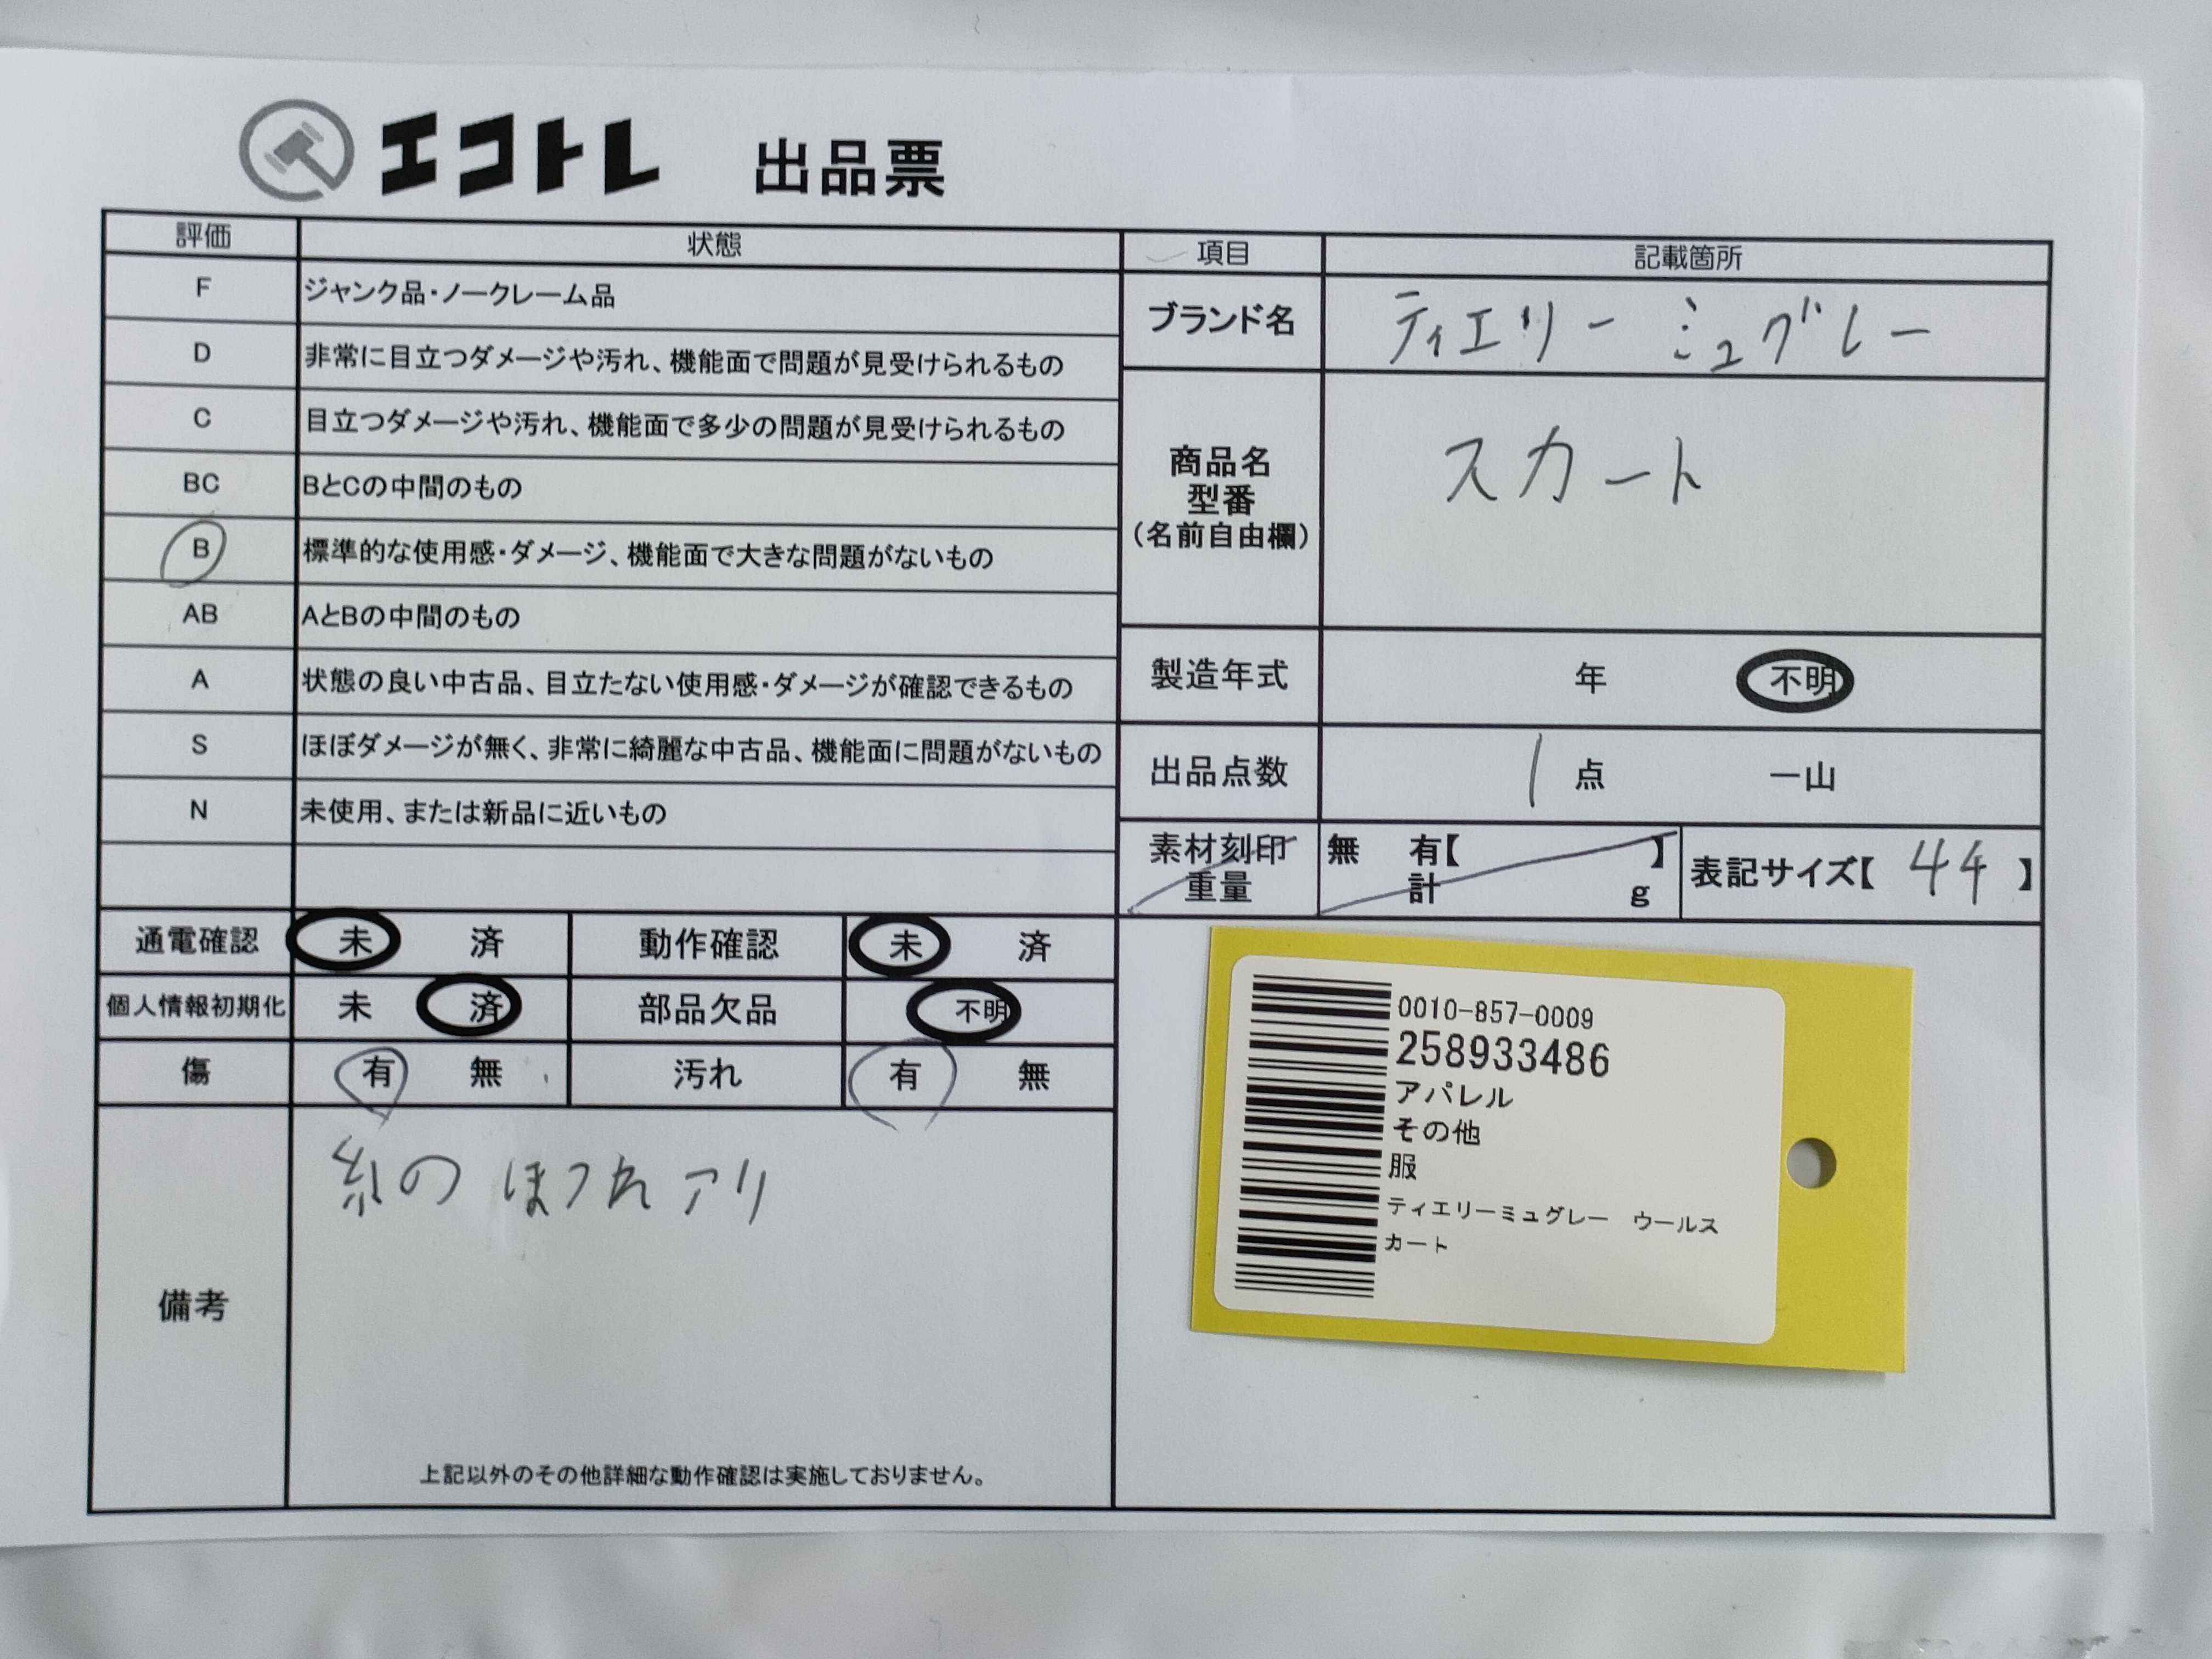 エコトレ 出品票
評価 状態
F ジャンク品・ノークレーム品
D 非常に目立つダメージや汚れ、機能面で問題が見受けられるもの
C 目立つダメージや汚れ、機能面で多少の問題が見受けられるもの
BC BとCの中間のもの
B 標準的な使用感・ダメージ、機能面で大きな問題がないもの
AB AとBの中間のもの
A 状態の良い中古品、目立たない使用感・ダメージが確認できるもの
S ほぼダメージが無く、非常に綺麗な中古品、機能面に問題がないもの
N 未使用、または新品に近いもの
通電確認 未 済 動作確認 未 済
個人情報初期化 未 済 部品欠品 不明
傷 有 無 汚れ 有 無
備考
糸の ほつれ アリ
上記以外のその他詳細な動作確認は実施しておりません。
項目 記載箇所
ブランド名 ティエリー ミュグレー
商品名
型番
(名前自由欄)
スカート
製造年式 年 不明
出品点数 1 点 一山
素材刻印 無 有【 】
重量 計 g
表記サイズ【 44 】
0010-857-0009
258933486
アパレル
その他
服
ティエリーミュグレー ウールス
カート